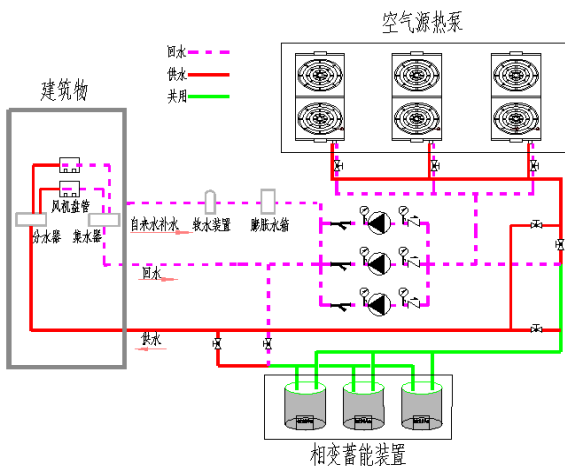 空气源热泵
回水
供水
共用
建筑物
风机盘管
分水器
集水器
自来水补水
软水装置
膨胀水箱
回水
供水
相变蓄能装置